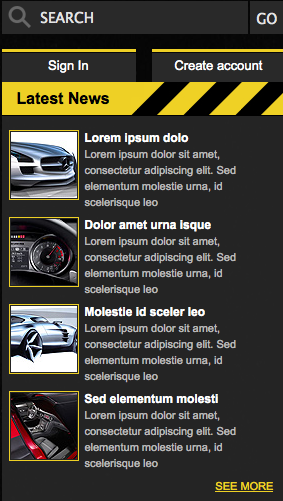 SEARCH GO
Sign In Create account
Latest News
Lorem ipsum dolo
Lorem ipsum dolor sit amet,
consectetur adipiscing elit. Sed
elementum molestie urna, id
scelerisque leo
Dolor amet urna isque
Lorem ipsum dolor sit amet,
consectetur adipiscing elit. Sed
elementum molestie urna, id
scelerisque leo
Molestie id sceler leo
Lorem ipsum dolor sit amet,
consectetur adipiscing elit. Sed
elementum molestie urna, id
scelerisque leo
Sed elementum molesti
Lorem ipsum dolor sit amet,
consectetur adipiscing elit. Sed
elementum molestie urna, id
scelerisque leo
SEE MORE